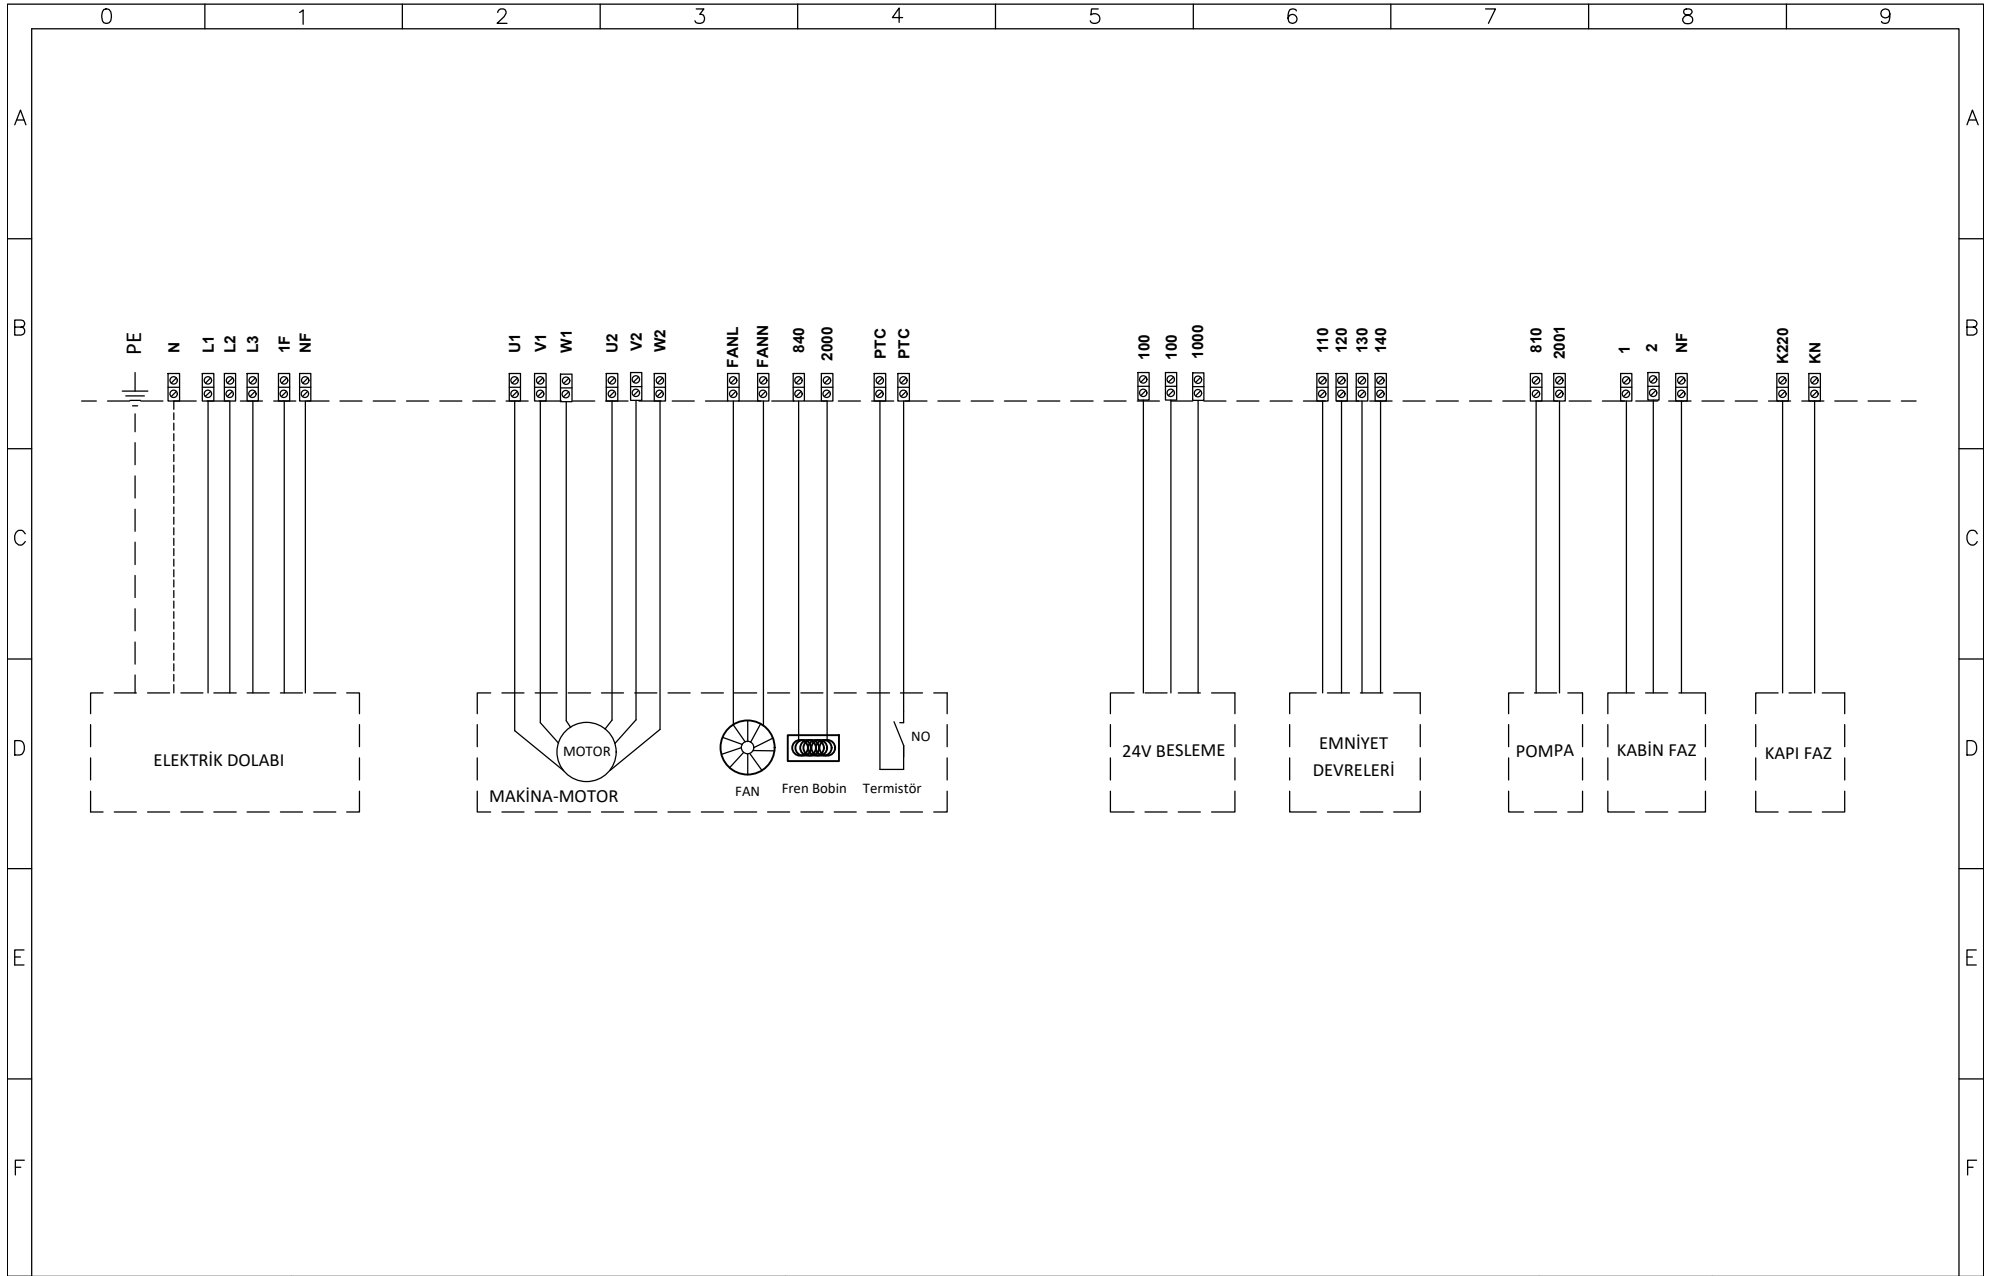 0 1 2 3 4 5 6 7 8 9
A A
B B
PE N L1 L2 L3 1F NF U1 V1 W1 U2 V2 W2 FANL FANN 840 2000 PTC PTC 100 100 1000 110 120 130 140 810 2001 1 2 NF K220 KN
C C
D D
ELEKTRİK DOLABI
MOTOR
MAKİNA-MOTOR
FAN
Fren Bobin
NO
Termistör
24V BESLEME
EMNİYET
DEVRELERİ
POMPA
KABİN FAZ
KAPI FAZ
E E
F F